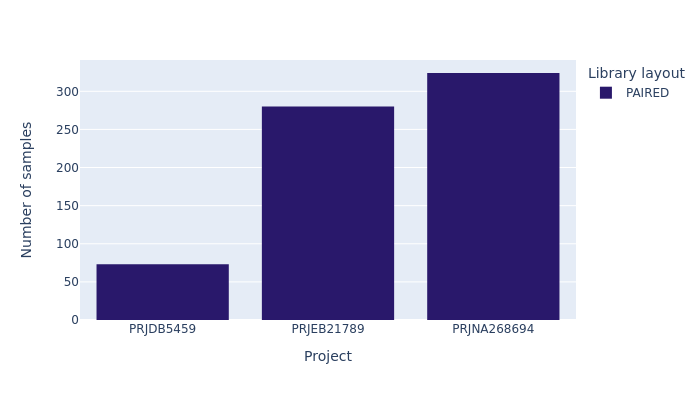 Library layout
PAIRED
Number of samples
300
250
200
150
100
50
0
PRJDB5459
PRJEB21789
PRJNA268694
Project